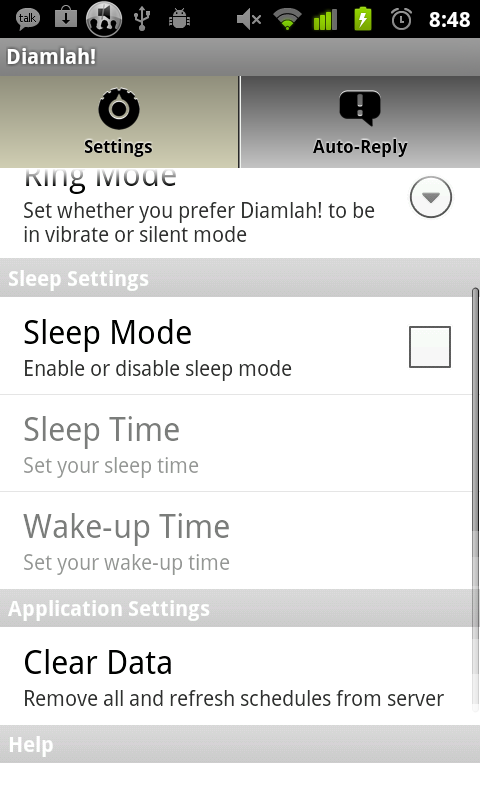 talk
8:48
Diamlah!
Settings
Auto-Reply
Ring Mode
Set whether you prefer Diamlah! to be
in vibrate or silent mode
Sleep Settings
Sleep Mode
Enable or disable sleep mode
Sleep Time
Set your sleep time
Wake-up Time
Set your wake-up time
Application Settings
Clear Data
Remove all and refresh schedules from server
Help